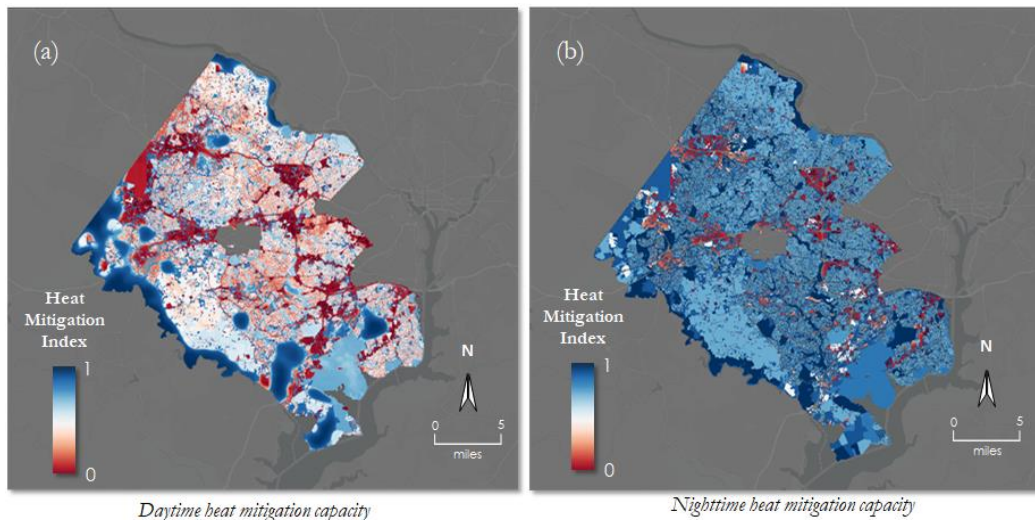 (a)
Heat
Mitigation
Index
1
0
N
0 5
miles
Daytime heat mitigation capacity
(b)
Heat
Mitigation
Index
1
0
N
0 5
miles
Nighttime heat mitigation capacity